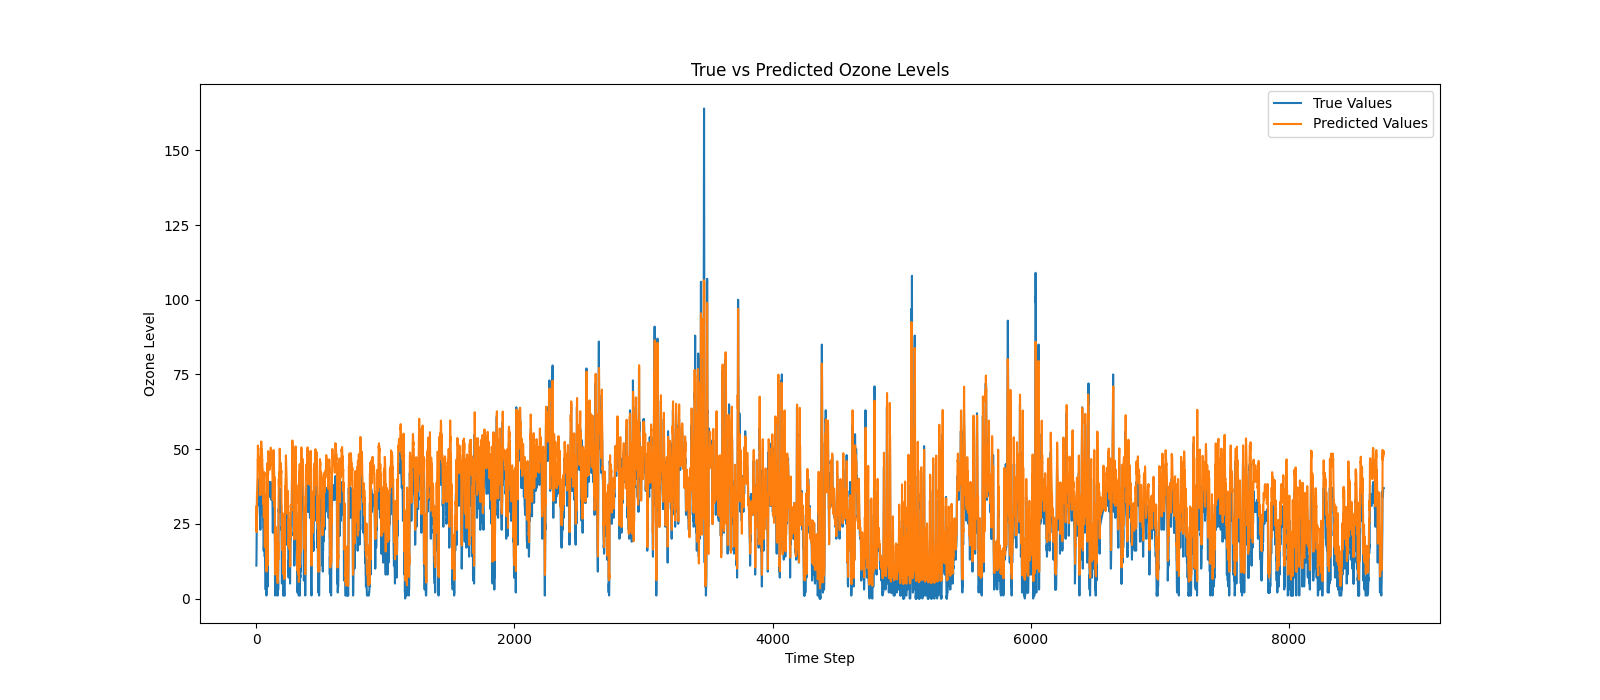 True vs Predicted Ozone Levels
True Values
Predicted Values
150
125
100
75
50
25
0
Ozone Level
0 2000 4000 6000 8000
Time Step